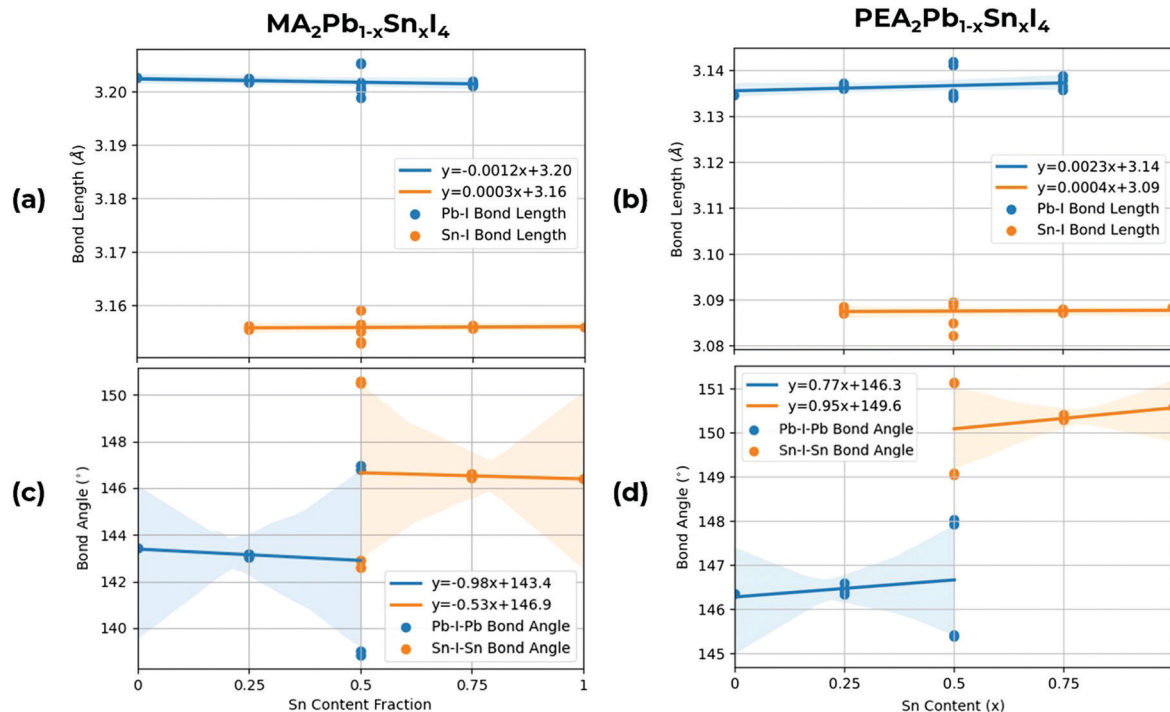 MA₂Pb₁₋ₓSnₓI₄
PEA₂Pb₁₋ₓSnₓI₄
(a)
Bond Length (Å)
3.20
3.19
3.18
3.17
3.16
y=-0.0012x+3.20
y=0.0003x+3.16
Pb-I Bond Length
Sn-I Bond Length
(b)
Bond Length (Å)
3.14
3.13
3.12
3.11
3.10
3.09
3.08
y=0.0023x+3.14
y=0.0004x+3.09
Pb-I Bond Length
Sn-I Bond Length
(c)
Bond Angle (°)
150
148
146
144
142
140
y=-0.98x+143.4
y=-0.53x+146.9
Pb-I-Pb Bond Angle
Sn-I-Sn Bond Angle
0 0.25 0.5 0.75 1
Sn Content Fraction
(d)
Bond Angle (°)
151
150
149
148
147
146
145
y=0.77x+146.3
y=0.95x+149.6
Pb-I-Pb Bond Angle
Sn-I-Sn Bond Angle
0 0.25 0.5 0.75
Sn Content (x)